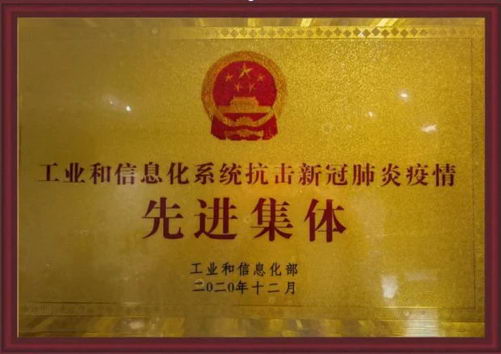 工业和信息化系统抗击新冠肺炎疫情
先进集体
工业和信息化部
二〇二〇年十二月